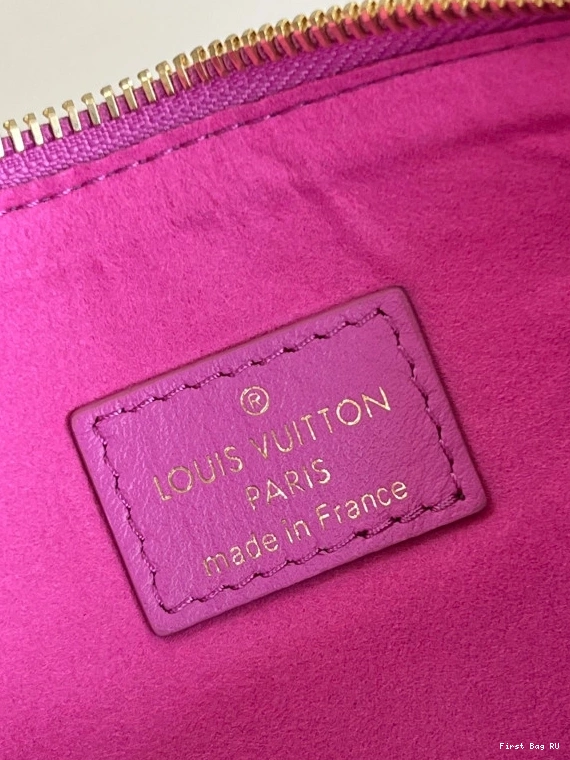 ®
LOUIS VUITTON
PARIS
made in France
First Bag RU